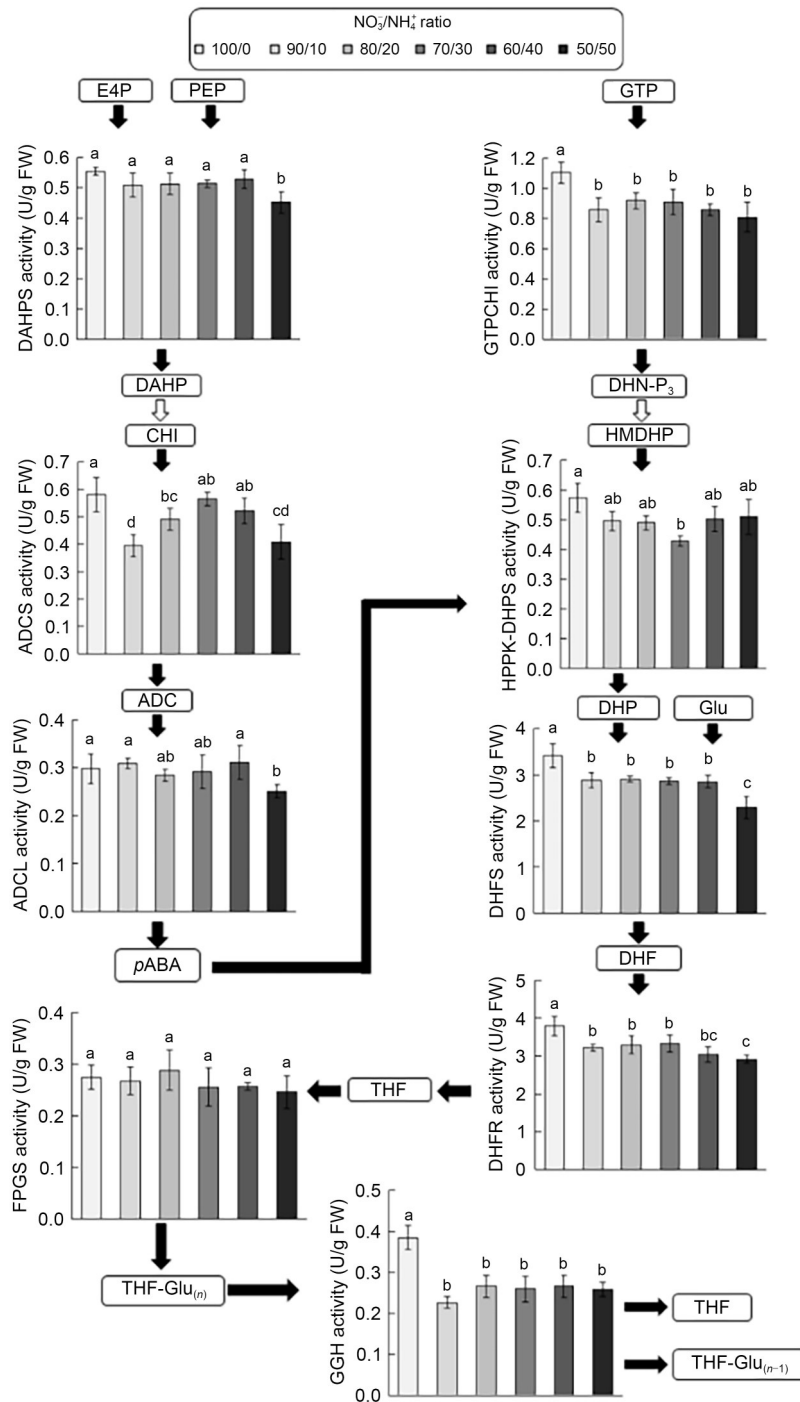 NO₃⁻/NH₄⁺ ratio
100/0 90/10 80/20 70/30 60/40 50/50
E4P PEP
GTP
DAHPS activity (U/g FW)
0.6
0.5
0.4
0.3
0.2
0.1
0.0
a a a a a b
GTPCHI activity (U/g FW)
1.2
1.0
0.8
0.6
0.4
0.2
0.0
a b b b b b
DAHP
CHI
DHN-P₃
HMDHP
ADCS activity (U/g FW)
0.7
0.6
0.5
0.4
0.3
0.2
0.1
0.0
a d bc ab ab cd
HPPK-DHPS activity (U/g FW)
0.7
0.6
0.5
0.4
0.3
0.2
0.1
0.0
a ab ab b ab ab
ADC
DHP Glu
ADCL activity (U/g FW)
0.4
0.3
0.2
0.1
0.0
a a ab ab a b
DHFS activity (U/g FW)
4
3
2
1
0
a b b b b c
pABA
DHF
FPGS activity (U/g FW)
0.4
0.3
0.2
0.1
0.0
a a a a a a
THF
DHFR activity (U/g FW)
5
4
3
2
1
0
a b b b bc c
THF-Glu₍ₙ₎
GGH activity (U/g FW)
0.5
0.4
0.3
0.2
0.1
0.0
a b b b b b
THF
THF-Glu₍ₙ₋₁₎